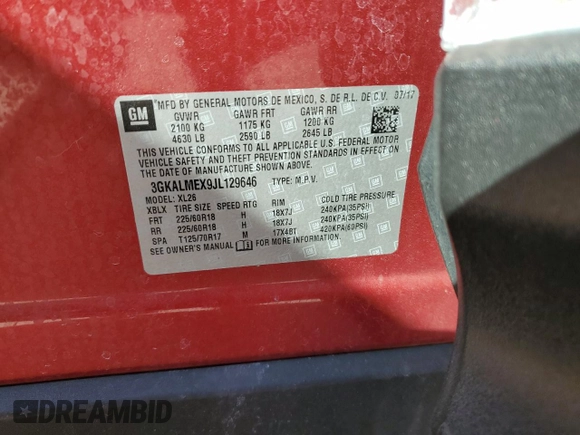 GM
MFD BY GENERAL MOTORS DE MEXICO, S. DE R.L. DE C.V. 07/17
GVWR GAWR FRT GAWR RR
2100 KG 1175 KG 1200 KG
4630 LB 2590 LB 2645 LB
THIS VEHICLE CONFORMS TO ALL APPLICABLE U.S. FEDERAL MOTOR
VEHICLE SAFETY, BUMPER, AND THEFT PREVENTION STANDARDS
IN EFFECT ON THE DATE OF MANUFACTURE SHOWN ABOVE.
3GKALMEX9JL129646 TYPE: M.P.V.
MODEL: XL26
XBLX TIRE SIZE SPEED RTG RIM COLD TIRE PRESSURE
FRT 225/60R18 H 18X7J 240KPA(35PSI)
RR 225/60R18 H 18X7J 240KPA(35PSI)
SPA T125/70R17 M 17X4BT 420KPA(60PSI)
SEE OWNER'S MANUAL FOR MORE INFORMATION.
DREAMBID